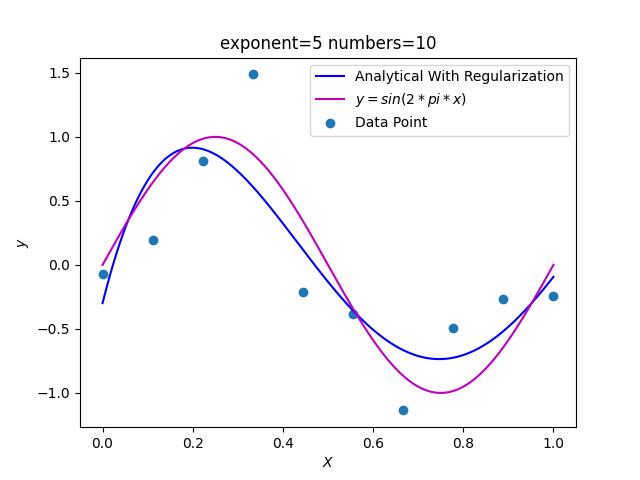 exponent=5 numbers=10
Analytical With Regularization
y = sin(2 * pi * x)
Data Point
1.5
1.0
0.5
0.0
−0.5
−1.0
y
0.0 0.2 0.4 0.6 0.8 1.0
X